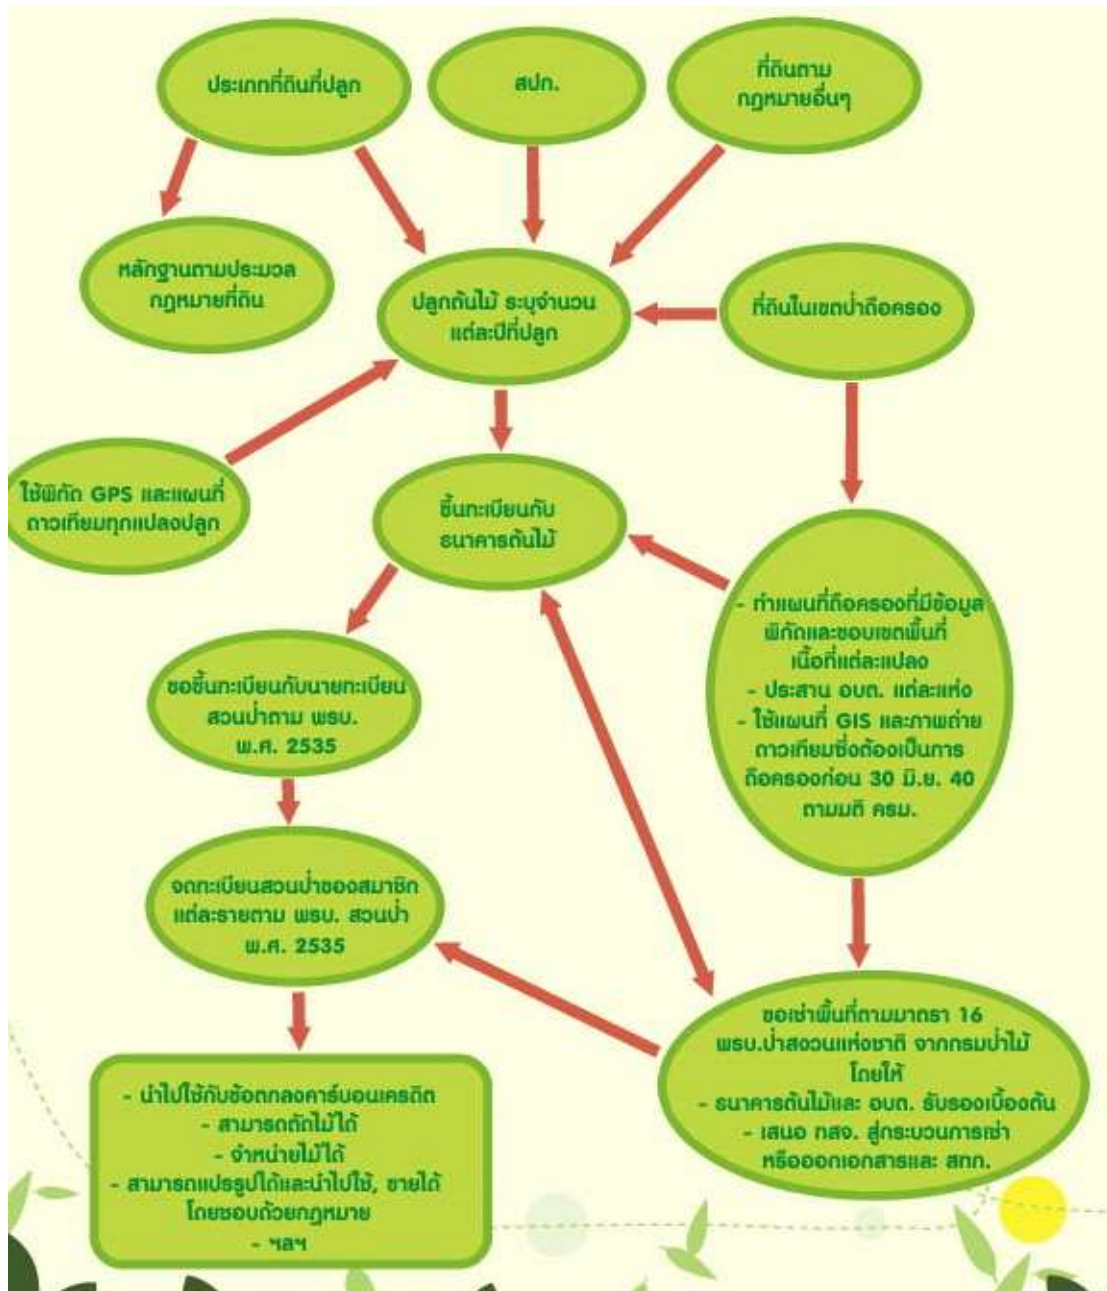 ประเภทที่ดินที่ปลูก
สปก.
ที่ดินตาม
กฎหมายอื่นๆ
หลักฐานตามประมวล
กฎหมายที่ดิน
ปลูกต้นไม้ ระบุจำนวน
แต่ละปีที่ปลูก
ที่ดินในเขตป่าถือครอง
ใช้พิกัด GPS และแผนที่
ดาวเทียมทุกแปลงปลูก
ขึ้นทะเบียนกับ
ธนาคารต้นไม้
- ทำแผนที่ถือครองที่มีข้อมูล
พิกัดและขอบเขตพื้นที่
เนื้อที่แต่ละแปลง
- ประสาน อบต. แต่ละแห่ง
- ใช้แผนที่ GIS และภาพถ่าย
ดาวเทียมซึ่งต้องเป็นการ
ถือครองก่อน 30 มิ.ย. 40
ตามมติ ครม.
ขอขึ้นทะเบียนกับนายทะเบียน
สวนป่าตาม พรบ.
พ.ศ. 2535
จดทะเบียนสวนป่าของสมาชิก
แต่ละรายตาม พรบ. สวนป่า
พ.ศ. 2535
ขอเช่าพื้นที่ตามมาตรา 16
พรบ.ป่าสงวนแห่งชาติ จากกรมป่าไม้
โดยให้
- ธนาคารต้นไม้และ อบต. รับรองเบื้องต้น
- เสนอ ทสจ. สู่กระบวนการเช่า
หรือออกเอกสารและ สทก.
- นำไปใช้กับข้อตกลงคาร์บอนเครดิต
- สามารถตัดไม้ได้
- จำหน่ายไม้ได้
- สามารถแปรรูปได้และนำไปใช้, ขายได้
โดยชอบด้วยกฎหมาย
- ฯลฯ